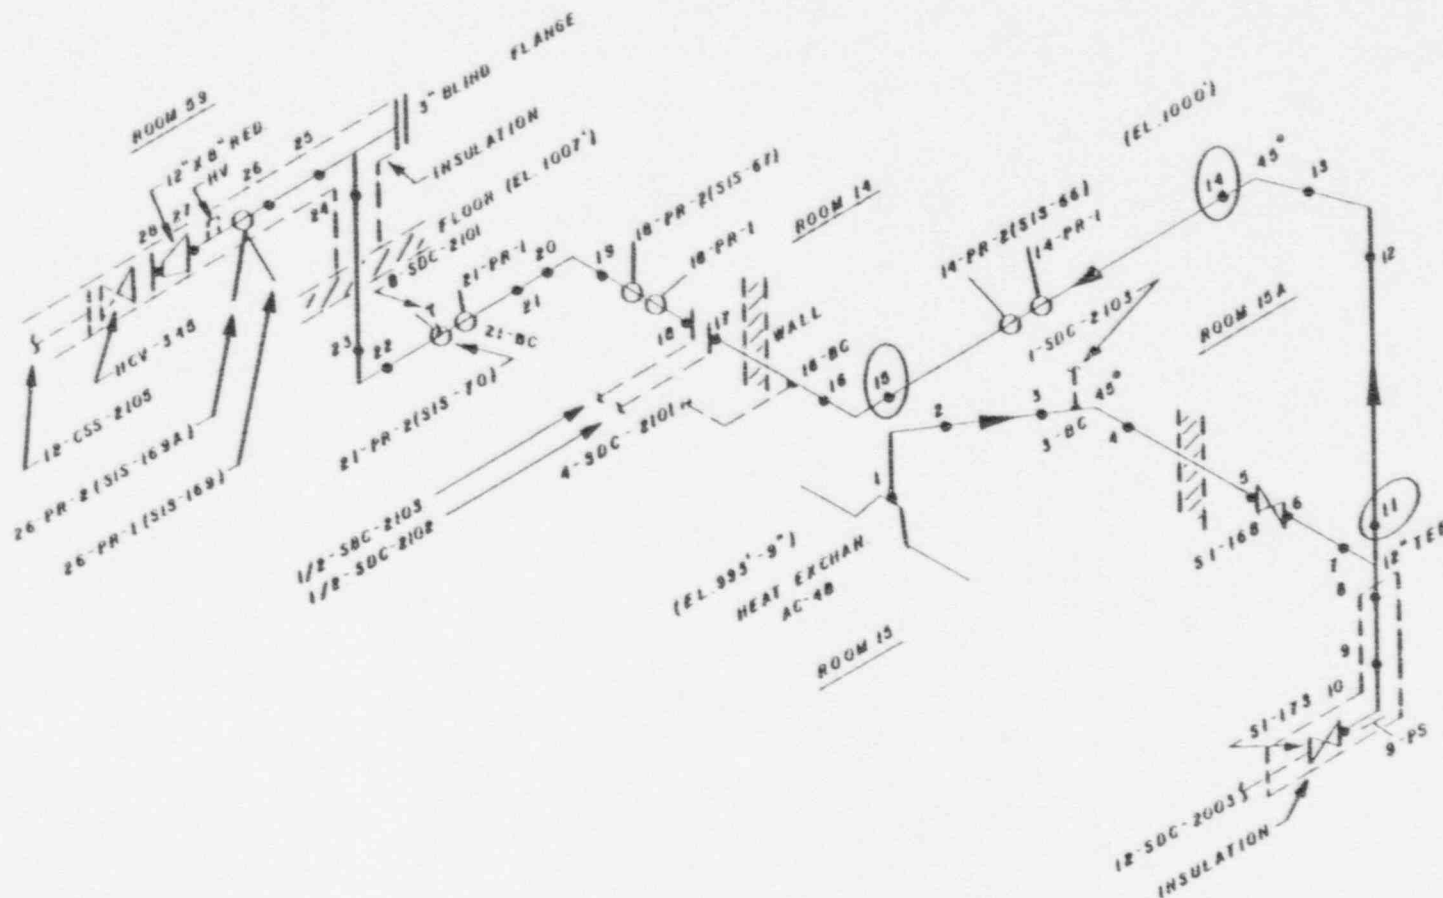 ROOM 59
12" X 8" RED
HV 26
25
27
28
3" BLIND FLANGE
INSULATION
24
FLOOR (EL. 1007')
8-SDC-2101
21-PR-1
20
19
18-PR-2(SIS-67)
18-PR-1
ROOM 14
14-PR-2(SIS-66)
14-PR-1
(EL. 1000')
14
45°
13
12
HCV-345
12-CSS-2105
26-PR-2(SIS-169A)
26-PR-1(SIS-169)
23
22
21
21-BC
21-PR-2(SIS-70)
18
17
WALL
16-BC
16
15
1-SDC-2103
ROOM 15A
1/2-SBC-2103
1/2-SDC-2102
4-SDC-2101
1
2
3
45°
3-BC
4
5
6
SI-168
7
11
12" TEE
8
9
(EL. 995'-9")
HEAT EXCHAN.
AC-4B
ROOM 15
SI-173
10
9-PS
12-SDC-2003
INSULATION